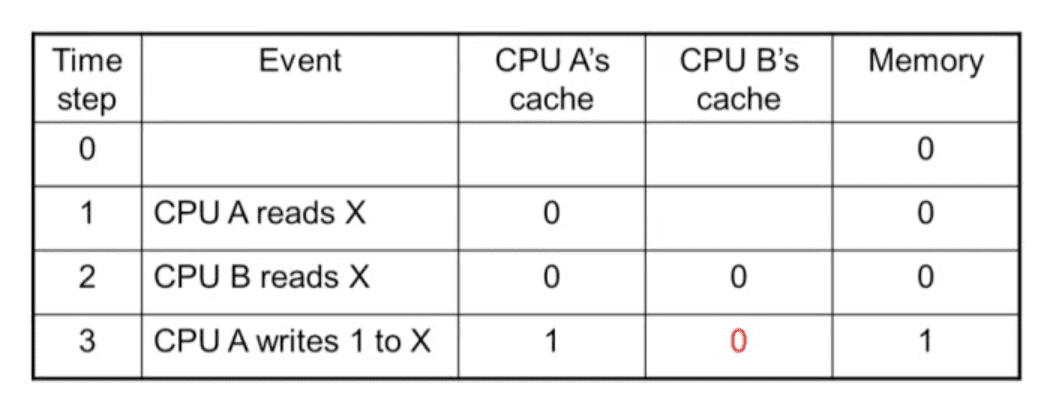 Time step Event CPU A's cache CPU B's cache Memory
0 0
1 CPU A reads X 0 0
2 CPU B reads X 0 0 0
3 CPU A writes 1 to X 1 0 1